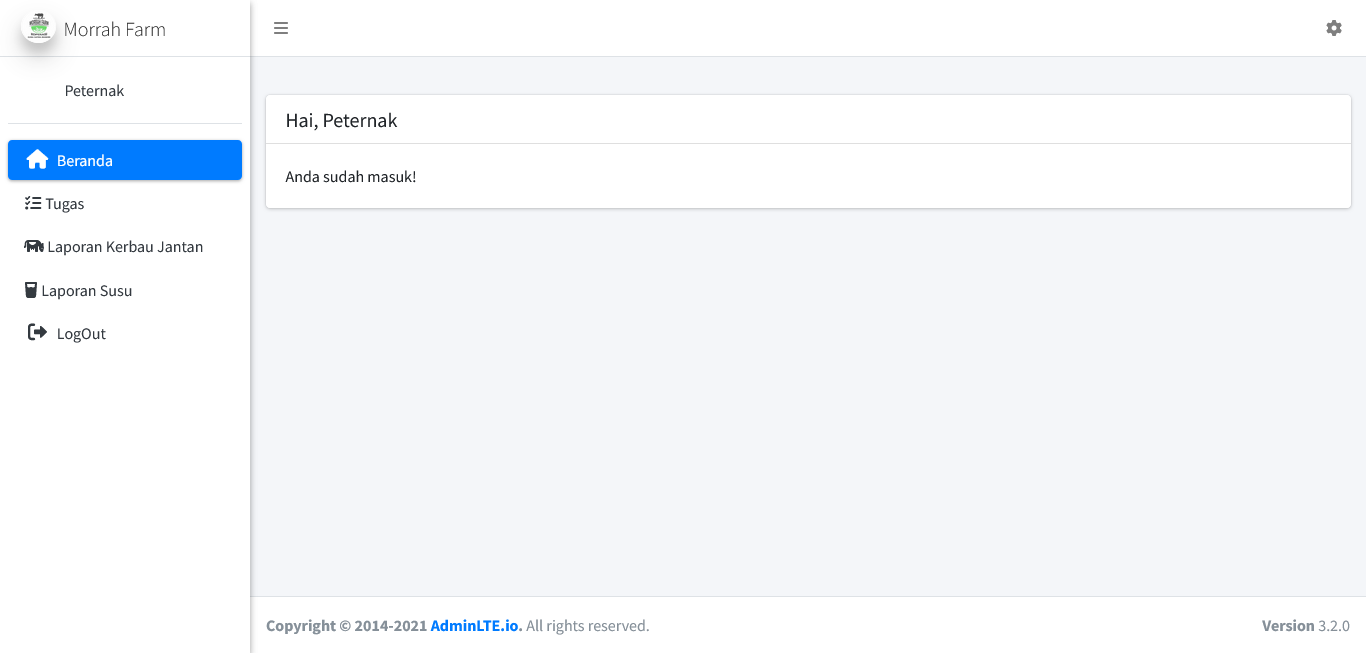 Morrah Farm
Peternak
Beranda
Tugas
Laporan Kerbau Jantan
Laporan Susu
LogOut
Hai, Peternak
Anda sudah masuk!
Copyright © 2014-2021 AdminLTE.io. All rights reserved.
Version 3.2.0